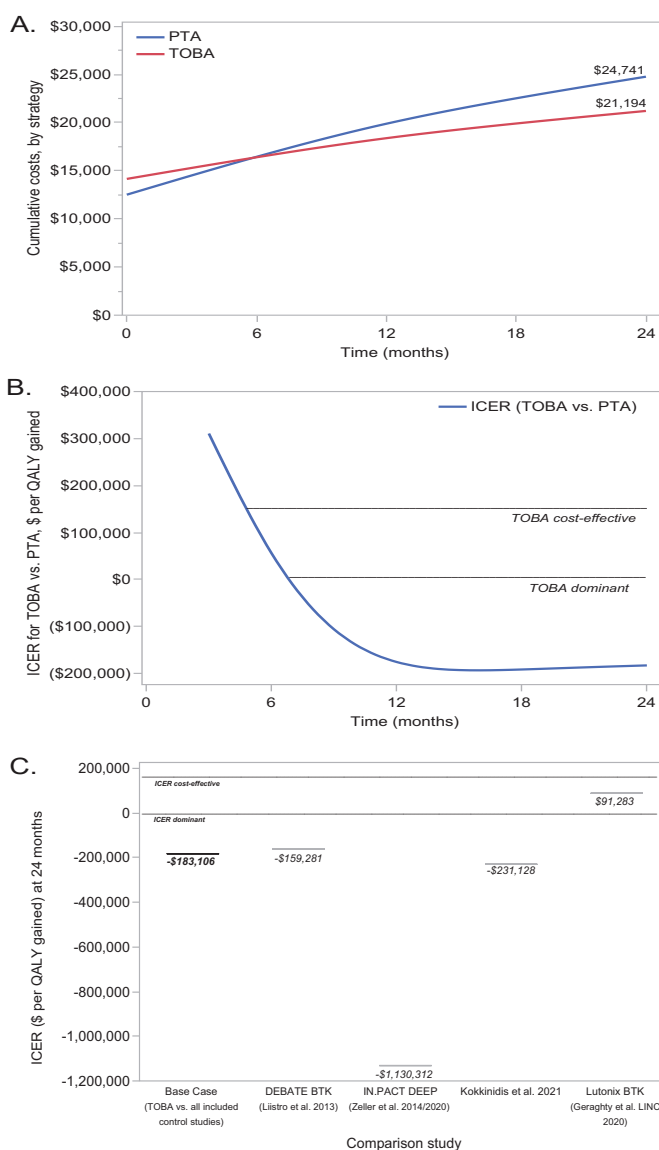 A.
$30,000
$25,000
$20,000
$15,000
$10,000
$5,000
$0
Cumulative costs, by strategy
PTA
TOBA
$24,741
$21,194
0 6 12 18 24
Time (months)
B.
$400,000
$300,000
$200,000
$100,000
$0
($100,000)
($200,000)
ICER for TOBA vs. PTA, $ per QALY gained
ICER (TOBA vs. PTA)
TOBA cost-effective
TOBA dominant
0 6 12 18 24
Time (months)
C.
200,000
0
-200,000
-400,000
-600,000
-800,000
-1,000,000
-1,200,000
ICER ($ per QALY gained) at 24 months
ICER cost-effective
ICER dominant
$91,283
-$183,106
-$159,281
-$231,128
-$1,130,312
Base Case
(TOBA vs. all included
control studies)
DEBATE BTK
(Liistro et al. 2013)
IN.PACT DEEP
(Zeller et al. 2014/2020)
Kokkinidis et al. 2021
Lutonix BTK
(Geraghty et al. LINC
2020)
Comparison study